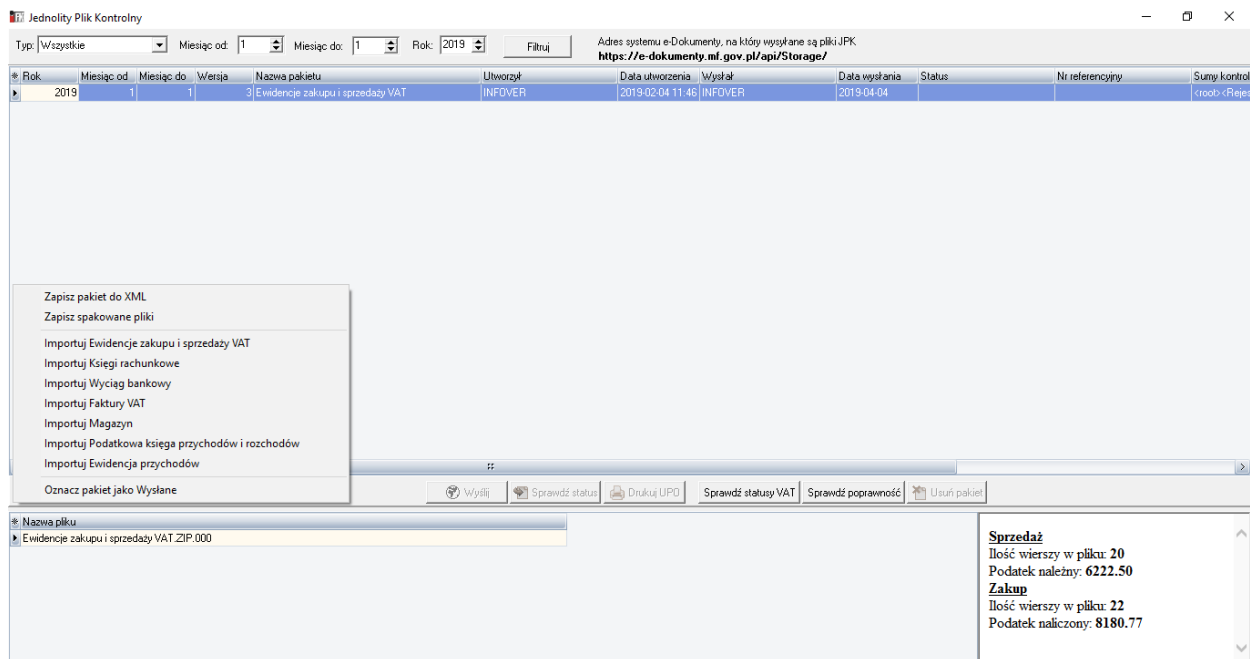 Jednolity Plik Kontrolny
Typ: Wszystkie Miesiąc od: 1 Miesiąc do: 1 Rok: 2019 Filtruj Adres systemu e-Dokumenty, na który wysyłane są pliki JPK
https://e-dokumenty.mf.gov.pl/api/Storage/
Rok Miesiąc od Miesiąc do Wersja Nazwa pakietu Utworzył Data utworzenia Wysłał Data wysłania Status Nr referencyjny Sumy kontrol
2019 1 1 3 Ewidencje zakupu i sprzedaży VAT INFOVER 2019-02-04 11:46 INFOVER 2019-04-04 <root><Rejes
Zapisz pakiet do XML
Zapisz spakowane pliki
Importuj Ewidencje zakupu i sprzedaży VAT
Importuj Księgi rachunkowe
Importuj Wyciąg bankowy
Importuj Faktury VAT
Importuj Magazyn
Importuj Podatkowa księga przychodów i rozchodów
Importuj Ewidencja przychodów
Oznacz pakiet jako Wysłane
Wyślij Sprawdź status Drukuj UPO Sprawdź statusy VAT Sprawdź poprawność Usuń pakiet
Nazwa pliku
Ewidencje zakupu i sprzedaży VAT.ZIP.000
Sprzedaż
Ilość wierszy w pliku: 20
Podatek należny: 6222.50
Zakup
Ilość wierszy w pliku: 22
Podatek naliczony: 8180.77